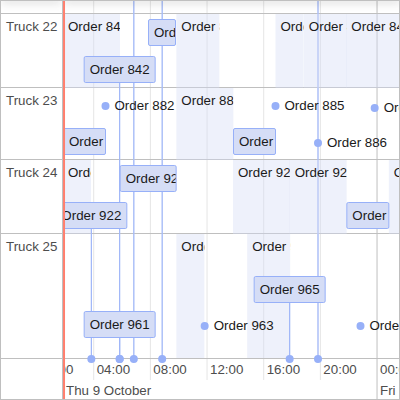 Truck 22 Order 84 Ord Order Ord Order Order 84
Order 842
Truck 23 Order 882 Order 88 Order 885 Or
Order Order Order 886
Truck 24 Ord Order 92 Order 92 Order 92
Order 922 Order
Truck 25 Ord Order
Order 965
Order 961 Order 963 Orde
04:00 08:00 12:00 16:00 20:00 00:
Thu 9 October Fri